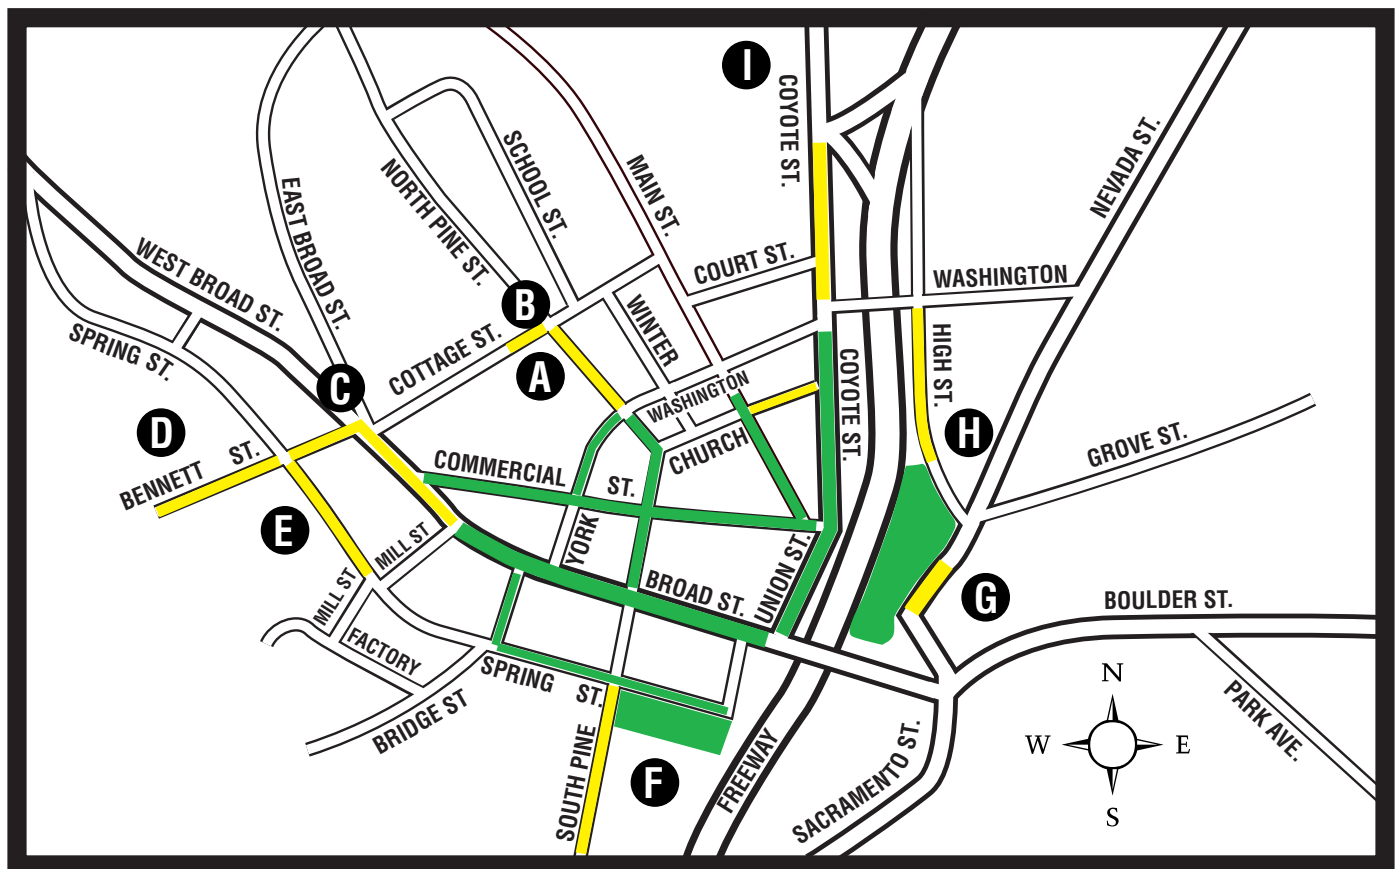 I
COYOTE ST.
SCHOOL ST.
NORTH PINE ST.
MAIN ST.
NEVADA ST.
EAST BROAD ST.
WEST BROAD ST.
COURT ST.
WASHINGTON
B
SPRING ST.
COTTAGE ST.
WINTER
HIGH ST.
A
C
WASHINGTON
COYOTE ST.
D
H
CHURCH
GROVE ST.
BENNETT ST.
COMMERCIAL ST.
E
MILL ST
YORK
UNION ST.
BROAD ST.
MILL ST
G
BOULDER ST.
FACTORY
SPRING ST.
BRIDGE ST
N
W
E
S
PARK AVE.
SOUTH PINE
F
FREEWAY
SACRAMENTO ST.